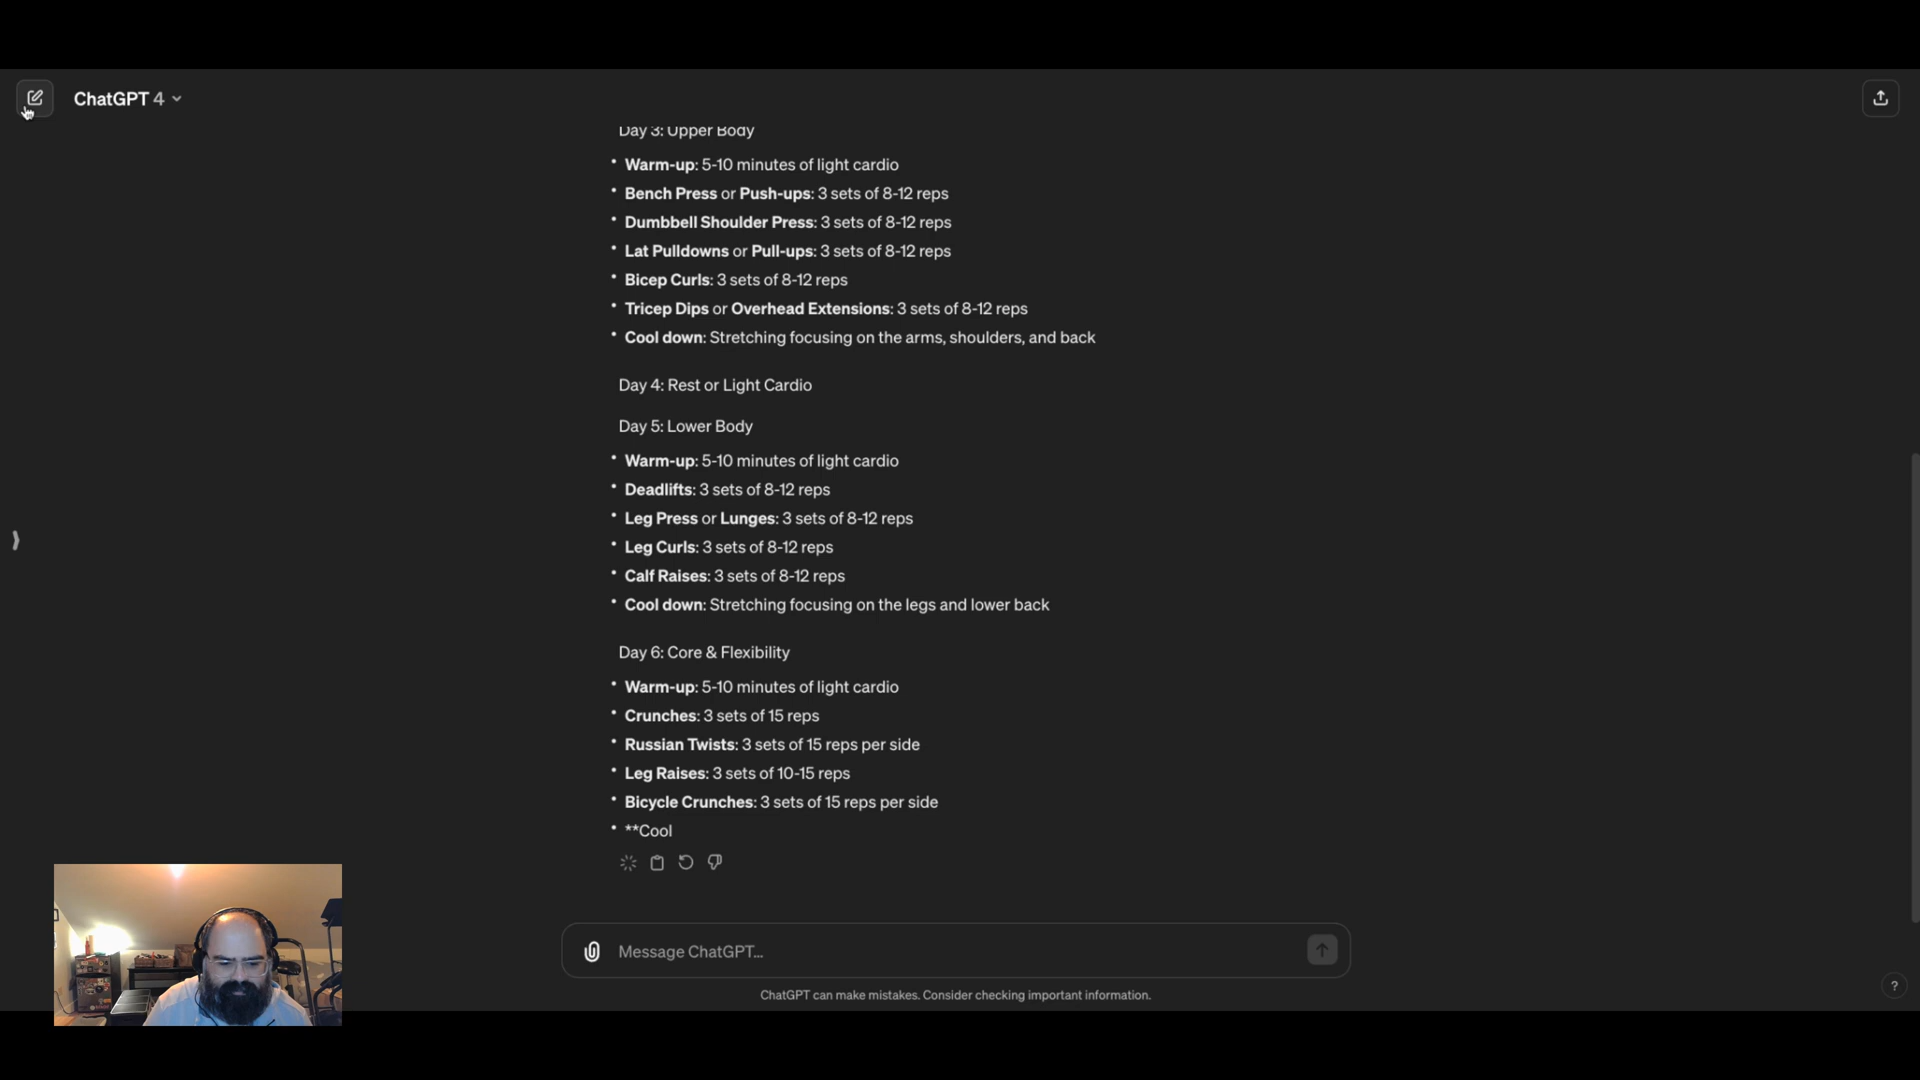 ChatGPT 4
Day 3: Upper Body
Warm-up: 5-10 minutes of light cardio
Bench Press or Push-ups: 3 sets of 8-12 reps
Dumbbell Shoulder Press: 3 sets of 8-12 reps
Lat Pulldowns or Pull-ups: 3 sets of 8-12 reps
Bicep Curls: 3 sets of 8-12 reps
Tricep Dips or Overhead Extensions: 3 sets of 8-12 reps
Cool down: Stretching focusing on the arms, shoulders, and back
Day 4: Rest or Light Cardio
Day 5: Lower Body
Warm-up: 5-10 minutes of light cardio
Deadlifts: 3 sets of 8-12 reps
Leg Press or Lunges: 3 sets of 8-12 reps
Leg Curls: 3 sets of 8-12 reps
Calf Raises: 3 sets of 8-12 reps
Cool down: Stretching focusing on the legs and lower back
Day 6: Core & Flexibility
Warm-up: 5-10 minutes of light cardio
Crunches: 3 sets of 15 reps
Russian Twists: 3 sets of 15 reps per side
Leg Raises: 3 sets of 10-15 reps
Bicycle Crunches: 3 sets of 15 reps per side
**Cool
Message ChatGPT...
ChatGPT can make mistakes. Consider checking important information.
?